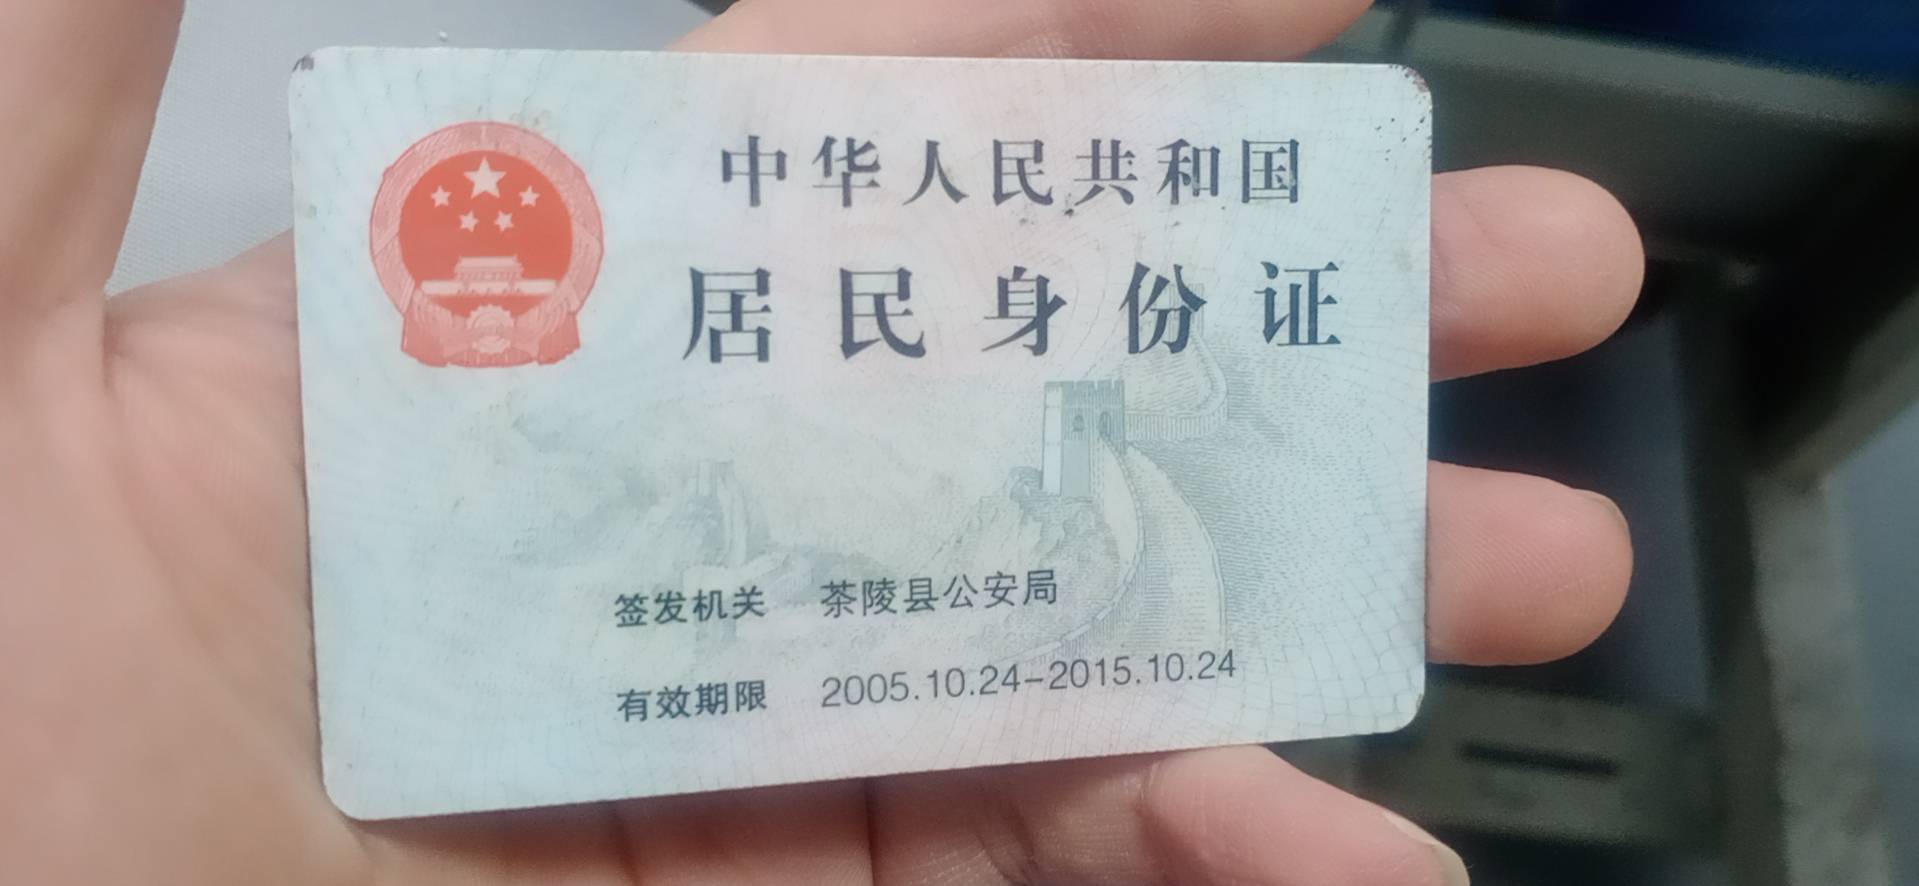 中华人民共和国
居民身份证
签发机关 茶陵县公安局
有效期限 2005.10.24-2015.10.24